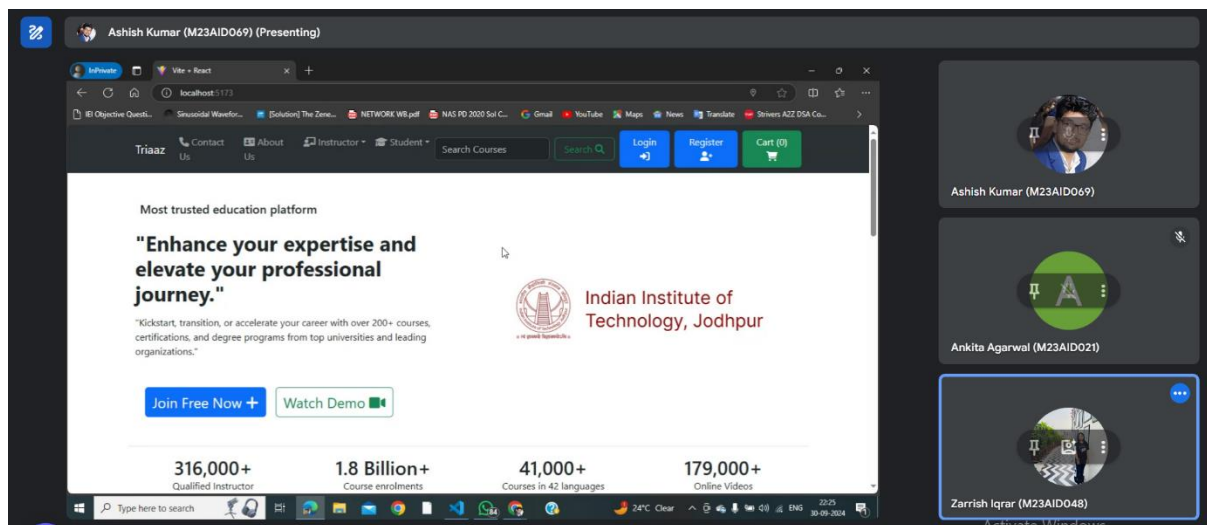 Ashish Kumar (M23AID069) (Presenting)
InPrivate
Vite + React
localhost:5173
IEI Objective Questi...
Sinusoidal Wavefor...
[Solution] The Zene...
NETWORK WB.pdf
NAS PD 2020 Sol C...
Gmail
YouTube
Maps
News
Translate
Strivers A2Z DSA Co...
Triaaz
Contact
Us
About
Us
Instructor
Student
Search Courses
Search
Login
Register
Cart (0)
Most trusted education platform
"Enhance your expertise and
elevate your professional
journey."
"Kickstart, transition, or accelerate your career with over 200+ courses,
certifications, and degree programs from top universities and leading
organizations."
Indian Institute of
Technology, Jodhpur
Join Free Now +
Watch Demo
316,000+
Qualified Instructor
1.8 Billion+
Course enrolments
41,000+
Courses in 42 languages
179,000+
Online Videos
Type here to search
24°C Clear
ENG
22:25
30-09-2024
Ashish Kumar (M23AID069)
A
Ankita Agarwal (M23AID021)
Zarrish Iqrar (M23AID048)
Activate Windows